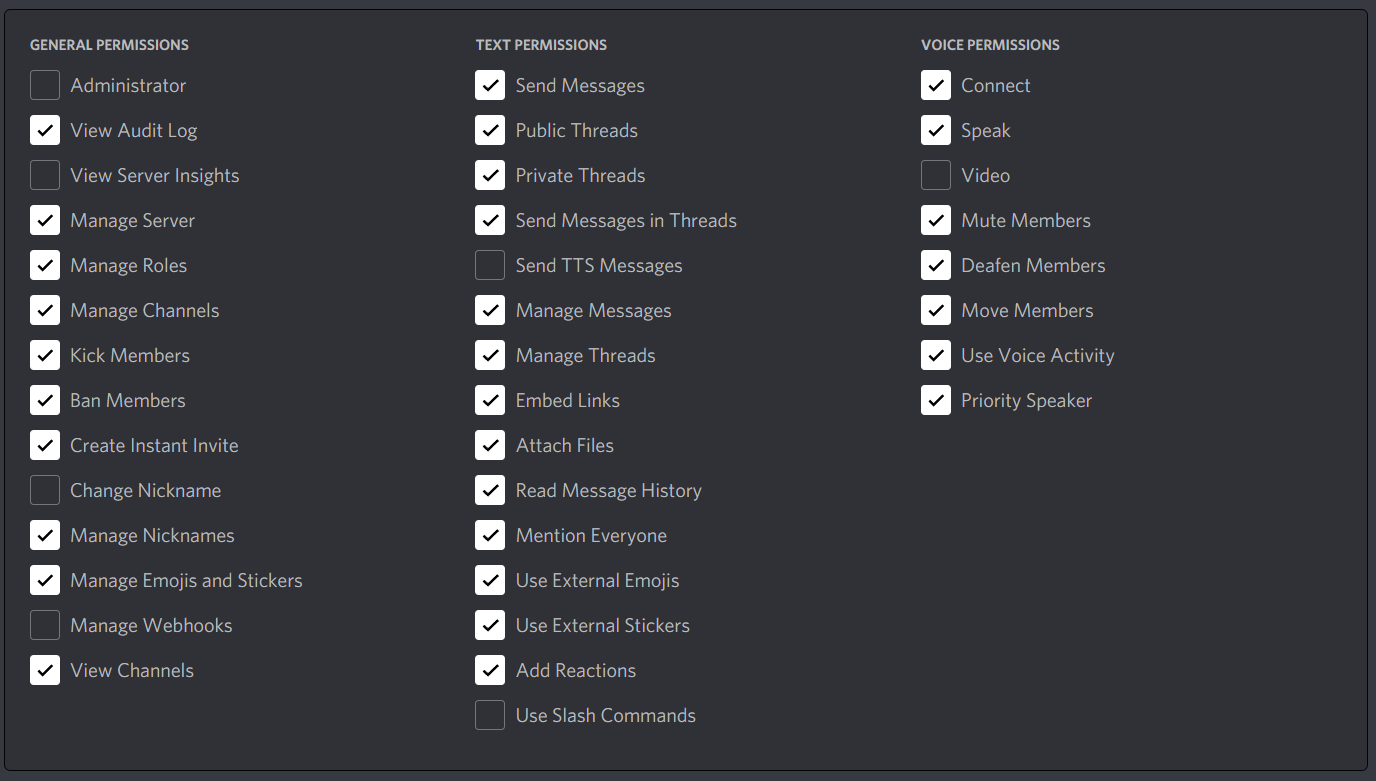 GENERAL PERMISSIONS
Administrator
View Audit Log
View Server Insights
Manage Server
Manage Roles
Manage Channels
Kick Members
Ban Members
Create Instant Invite
Change Nickname
Manage Nicknames
Manage Emojis and Stickers
Manage Webhooks
View Channels
TEXT PERMISSIONS
Send Messages
Public Threads
Private Threads
Send Messages in Threads
Send TTS Messages
Manage Messages
Manage Threads
Embed Links
Attach Files
Read Message History
Mention Everyone
Use External Emojis
Use External Stickers
Add Reactions
Use Slash Commands
VOICE PERMISSIONS
Connect
Speak
Video
Mute Members
Deafen Members
Move Members
Use Voice Activity
Priority Speaker